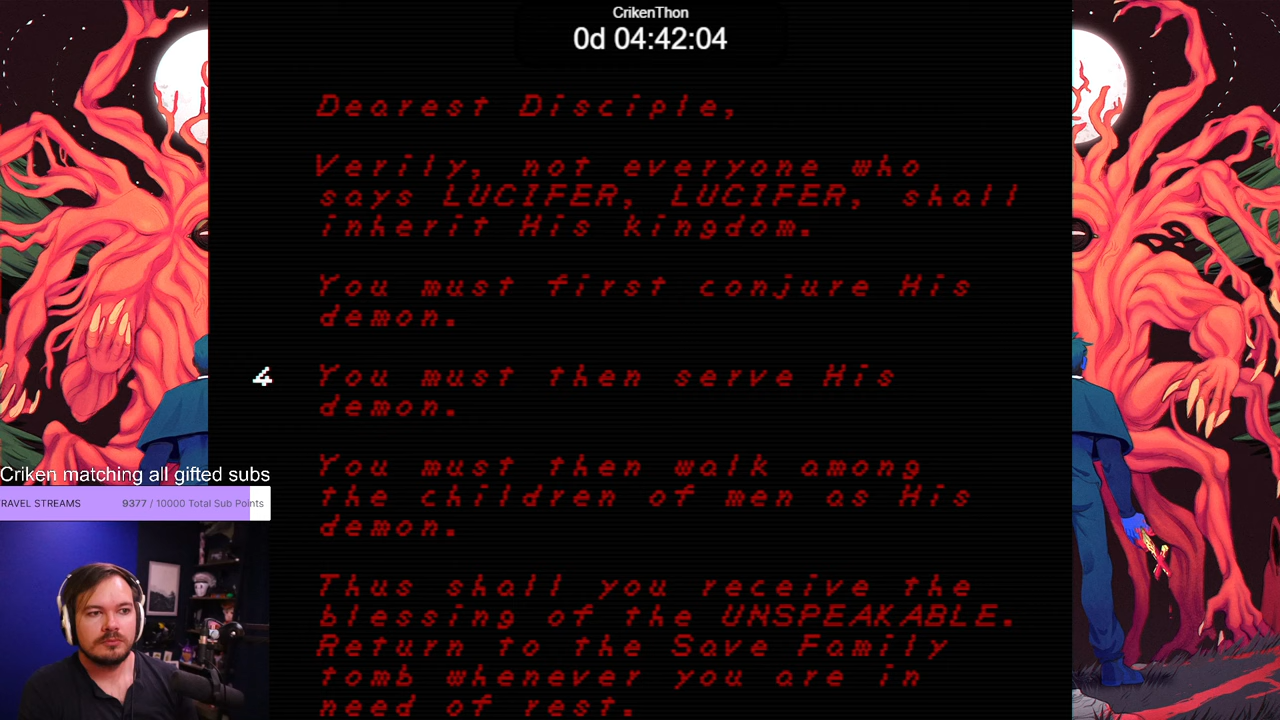 CrikenThon
0d 04:42:04
Dearest Disciple,
Verily, not everyone who
says LUCIFER, LUCIFER, shall
inherit His kingdom.
You must first conjure His
demon.
4
You must then serve His
demon.
You must then walk among
the children of men as His
demon.
Thus shall you receive the
blessing of the UNSPEAKABLE.
Return to the Save Family
tomb whenever you are in
need of rest.
Criken matching all gifted subs
RAVEL STREAMS 9377 / 10000 Total Sub Points